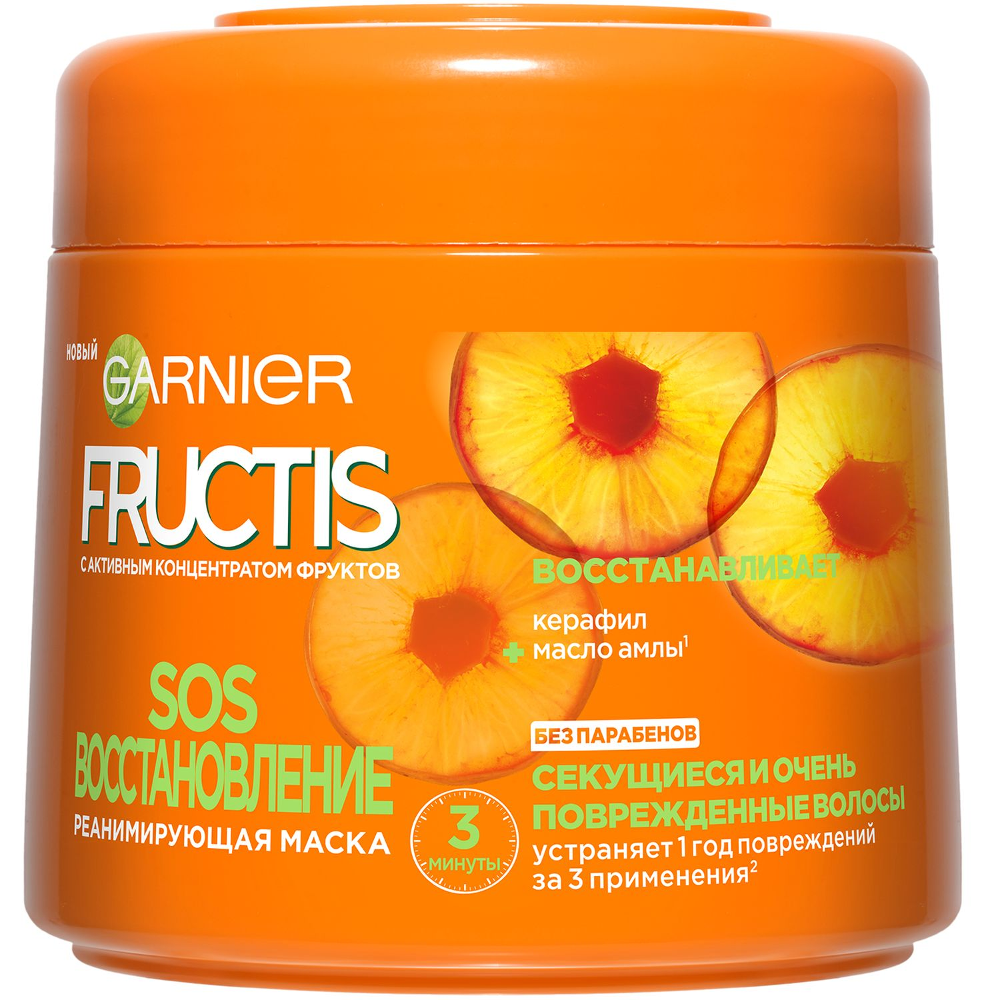 НОВЫЙ
GARNIER
FRUCTIS
С АКТИВНЫМ КОНЦЕНТРАТОМ ФРУКТОВ
SOS
ВОССТАНОВЛЕНИЕ
РЕАНИМИРУЮЩАЯ МАСКА
3
МИНУТЫ
ВОССТАНАВЛИВАЕТ
керафил
+ масло амлы¹
БЕЗ ПАРАБЕНОВ
СЕКУЩИЕСЯ И ОЧЕНЬ
ПОВРЕЖДЕННЫЕ ВОЛОСЫ
устраняет 1 год повреждений
за 3 применения²